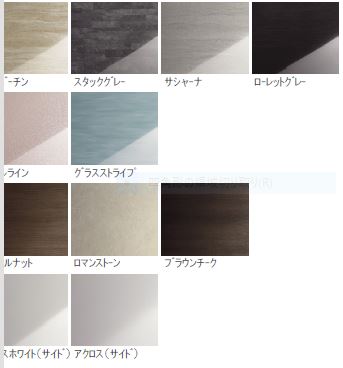 ーチン スタックグレー サシャーナ ローレットグレー
ライン グラスストライプ
ルナット ロマンストーン ブラウンチーク
スホワイト(サイド) アクロス(サイド)